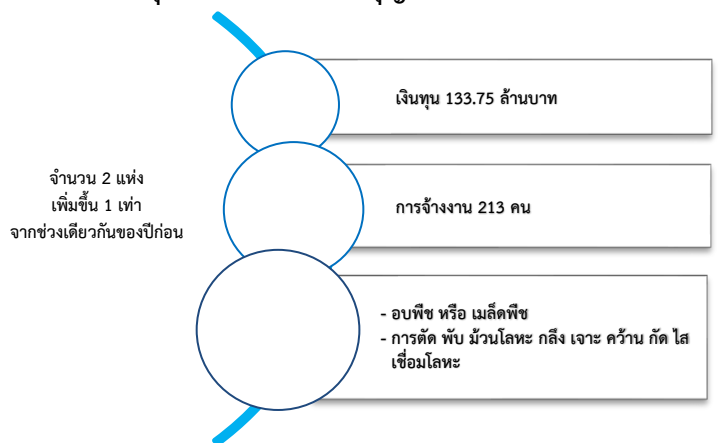 เงินทุน 133.75 ล้านบาท
จำนวน 2 แห่ง
เพิ่มขึ้น 1 เท่า
จากช่วงเดียวกันของปีก่อน
การจ้างงาน 213 คน
- อบพืช หรือ เมล็ดพืช
- การตัด พับ ม้วนโลหะ กลึง เจาะ คว้าน กัด ไส
เชื่อมโลหะ